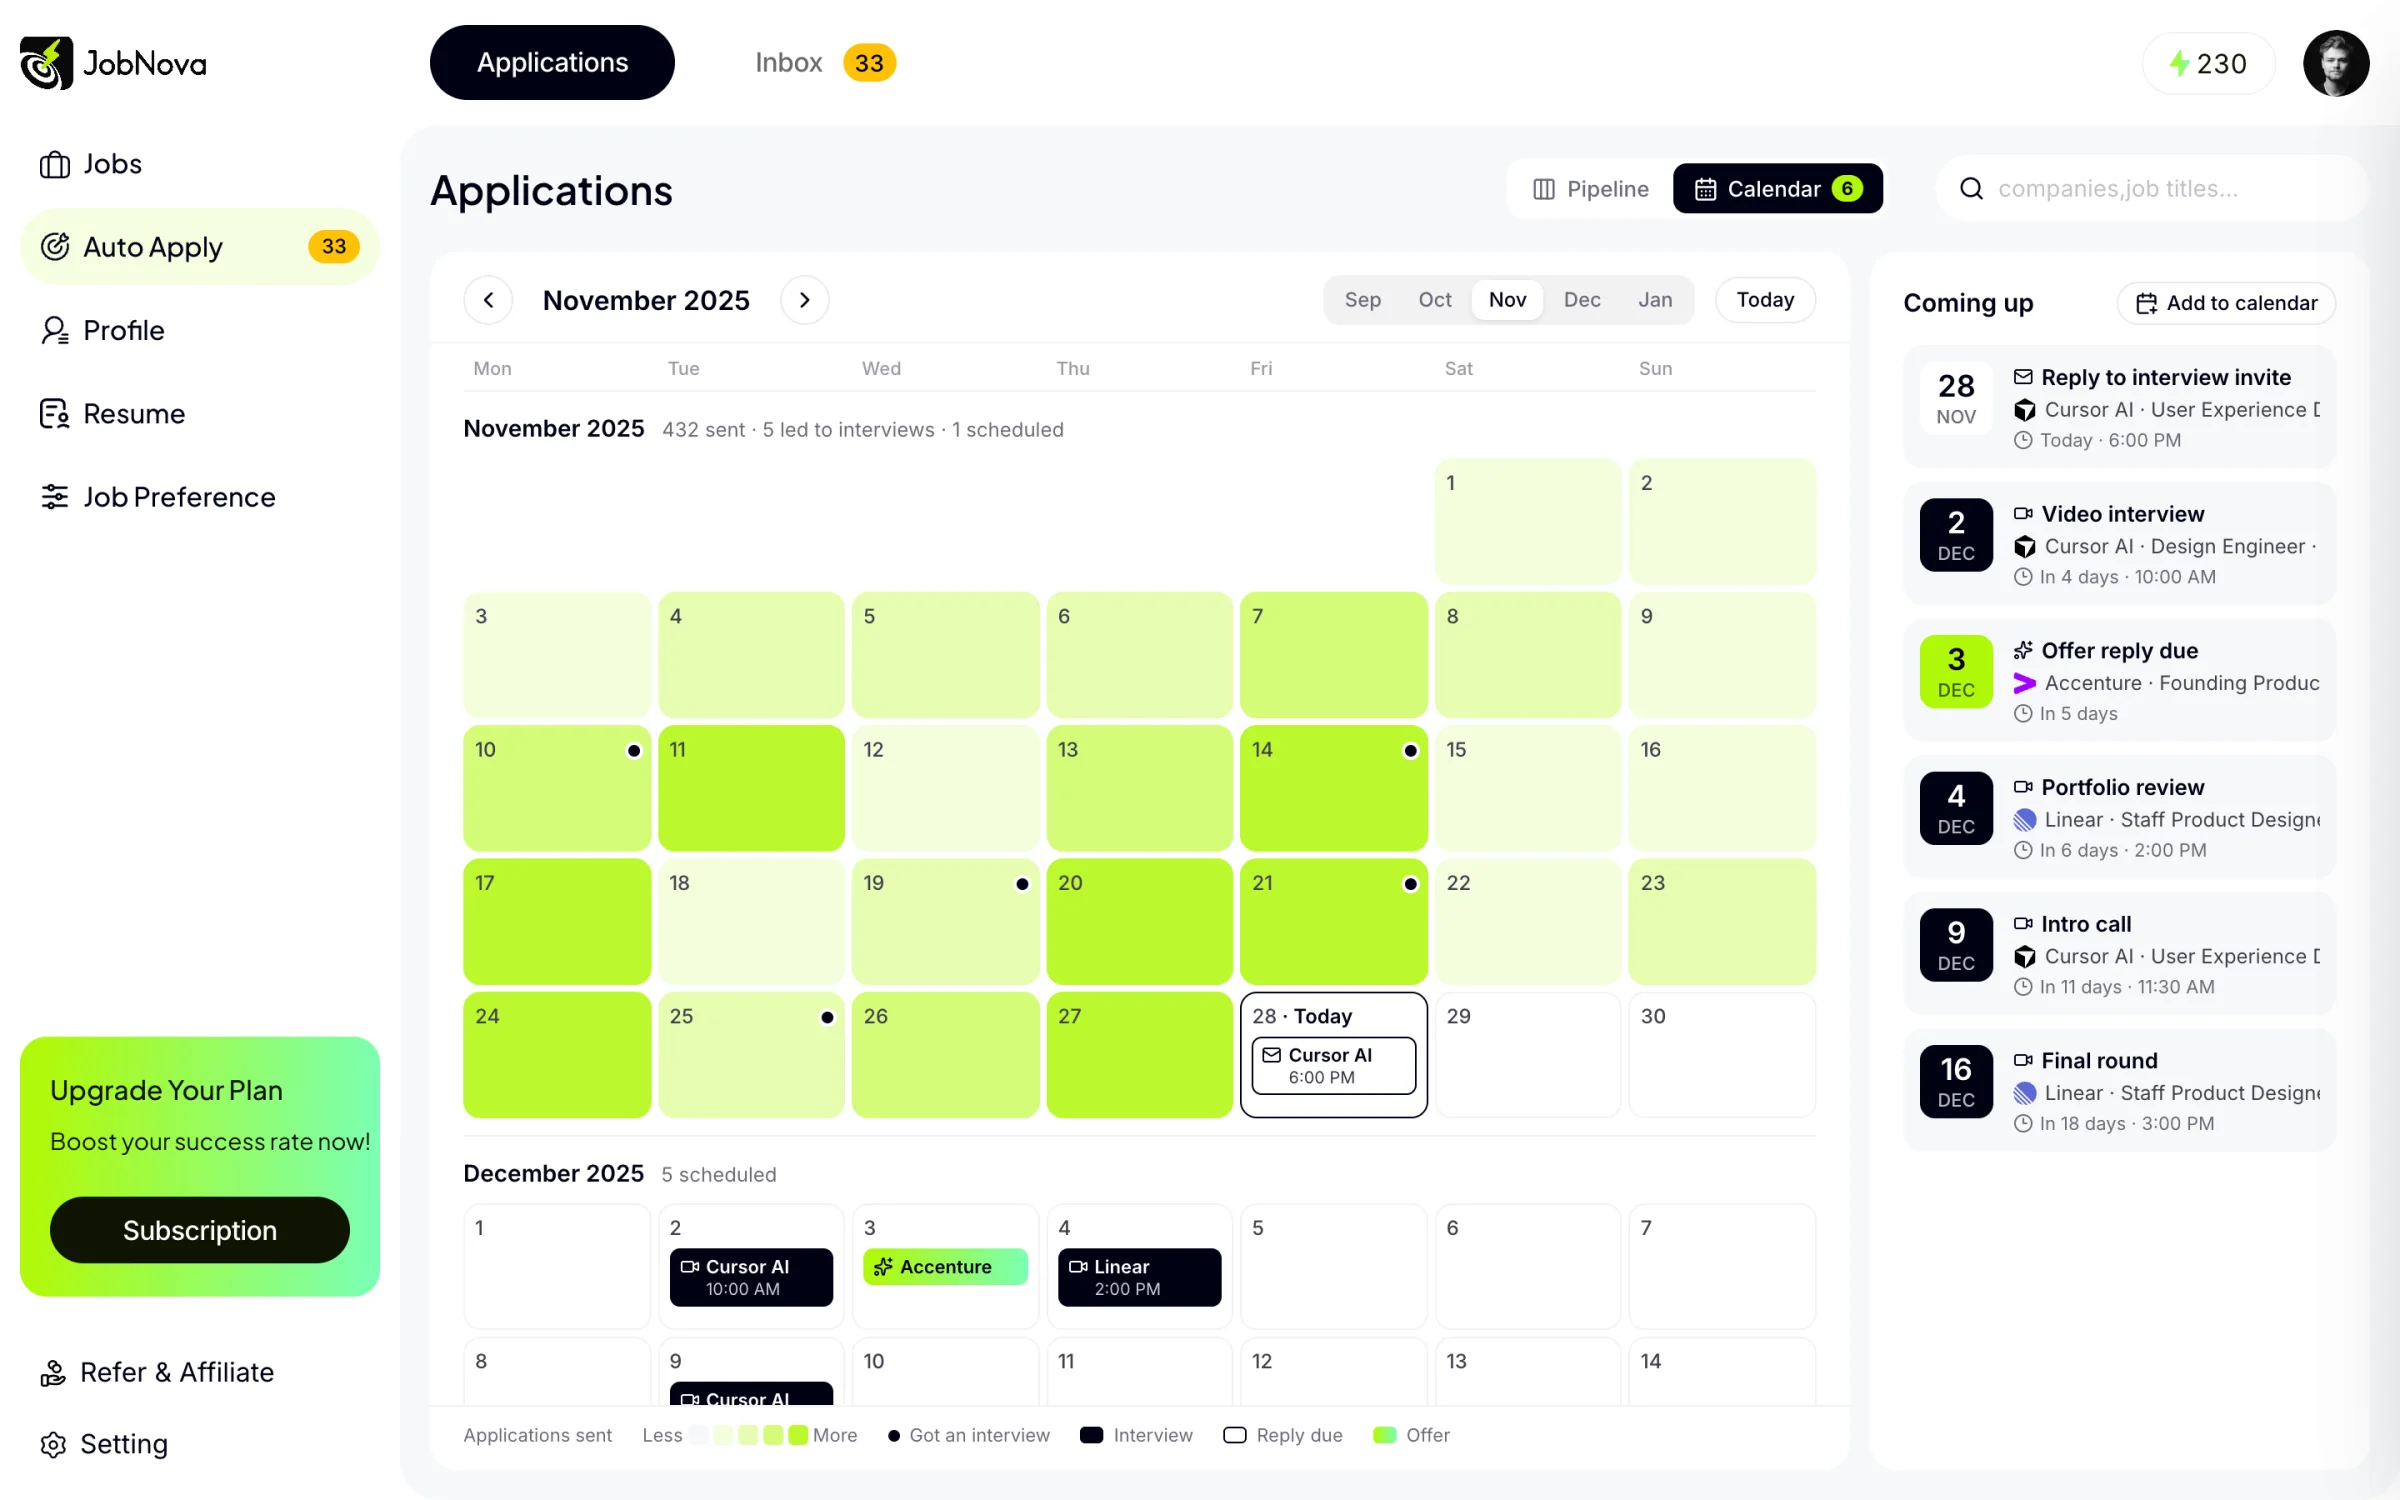 JobNova
Applications
Inbox 33
230
Jobs
Auto Apply 33
Profile
Resume
Job Preference
Upgrade Your Plan
Boost your success rate now!
Subscription
Refer & Affiliate
Setting
Applications
Pipeline
Calendar 6
companies,job titles...
November 2025
Sep Oct Nov Dec Jan
Today
Mon Tue Wed Thu Fri Sat Sun
November 2025 432 sent · 5 led to interviews · 1 scheduled
1 2
3 4 5 6 7 8 9
10 11 12 13 14 15 16
17 18 19 20 21 22 23
24 25 26 27 28 · Today 29 30
Cursor AI
6:00 PM
December 2025 5 scheduled
1 2 3 4 5 6 7
Cursor AI Accenture Linear
10:00 AM 2:00 PM
8 9 10 11 12 13 14
Cursor AI
Applications sent Less More Got an interview Interview Reply due Offer
Coming up
Add to calendar
28 NOV
Reply to interview invite
Cursor AI · User Experience
Today · 6:00 PM
2 DEC
Video interview
Cursor AI · Design Engineer ·
In 4 days · 10:00 AM
3 DEC
Offer reply due
Accenture · Founding Produc
In 5 days
4 DEC
Portfolio review
Linear · Staff Product Designe
In 6 days · 2:00 PM
9 DEC
Intro call
Cursor AI · User Experience
In 11 days · 11:30 AM
16 DEC
Final round
Linear · Staff Product Designe
In 18 days · 3:00 PM